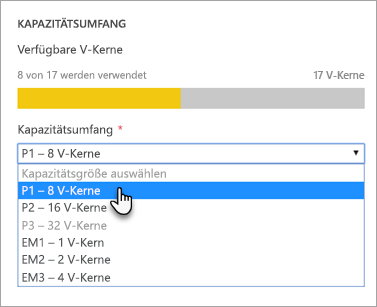 KAPAZITÄTSUMFANG
Verfügbare V-Kerne
8 von 17 werden verwendet 17 V-Kerne
Kapazitätsumfang *
P1 – 8 V-Kerne
Kapazitätsgröße auswählen
P1 – 8 V-Kerne
P2 – 16 V-Kerne
P3 – 32 V-Kerne
EM1 – 1 V-Kern
EM2 – 2 V-Kerne
EM3 – 4 V-Kerne